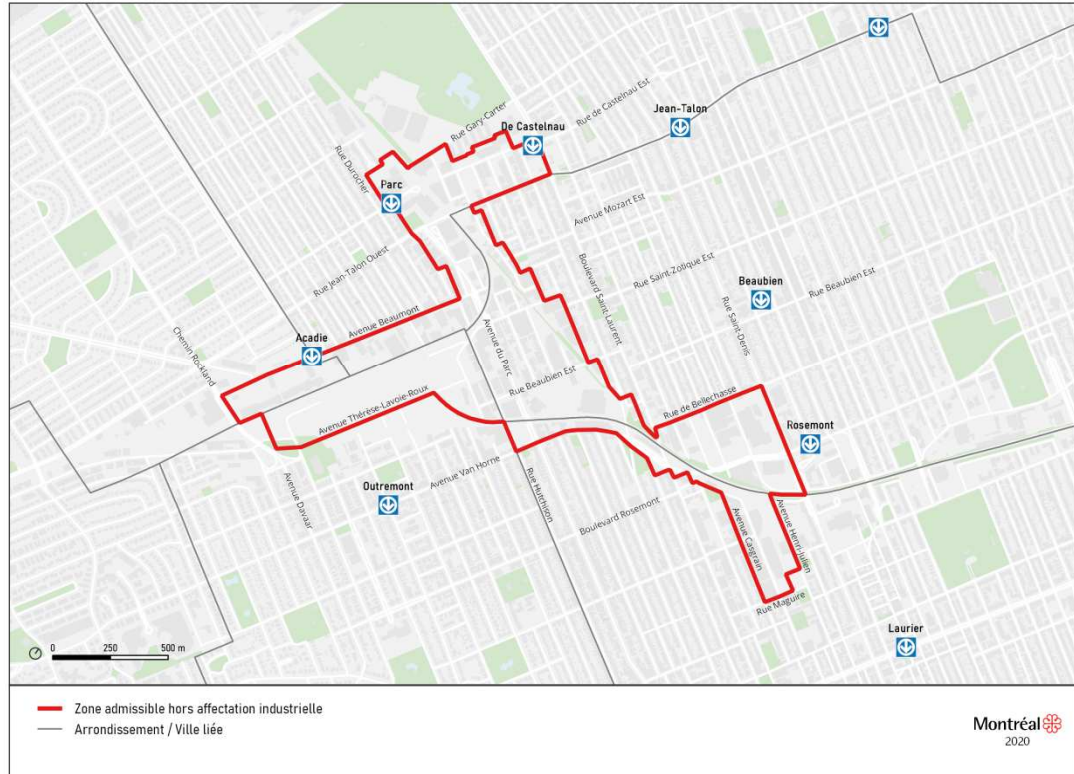 Jean-Talon
Rue de Castelnau Est
Rue Gary-Carter
De Castelnau
Rue Durocher
Parc
Avenue Mozart Est
Rue Jean-Talon Ouest
Boulevard Saint-Laurent
Rue Saint-Zotique Est
Beaubien
Rue Beaubien Est
Rue Saint-Denis
Avenue Beaumont
Acadie
Avenue du Parc
Chemin Rockland
Rue Beaubien Est
Avenue Thérèse-Lavoie-Roux
Rue de Bellechasse
Rosemont
Avenue Van Horne
Outremont
Avenue Davaar
Rue Hutchison
Boulevard Rosemont
Avenue Casgrain
Avenue Henri-Julien
Rue Maguire
Laurier
0 250 500 m
Zone admissible hors affectation industrielle
Arrondissement / Ville liée
Montréal
2020